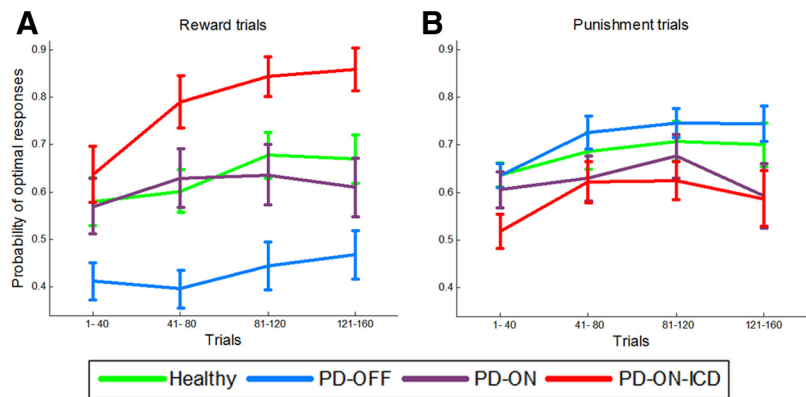 A
Reward trials
Probability of optimal responses
0.9
0.8
0.7
0.6
0.5
0.4
1- 40
41- 80
81-120
121-160
Trials
B
Punishment trials
0.9
0.8
0.7
0.6
0.5
0.4
1- 40
41- 80
81-120
121-160
Trials
Healthy PD-OFF PD-ON PD-ON-ICD